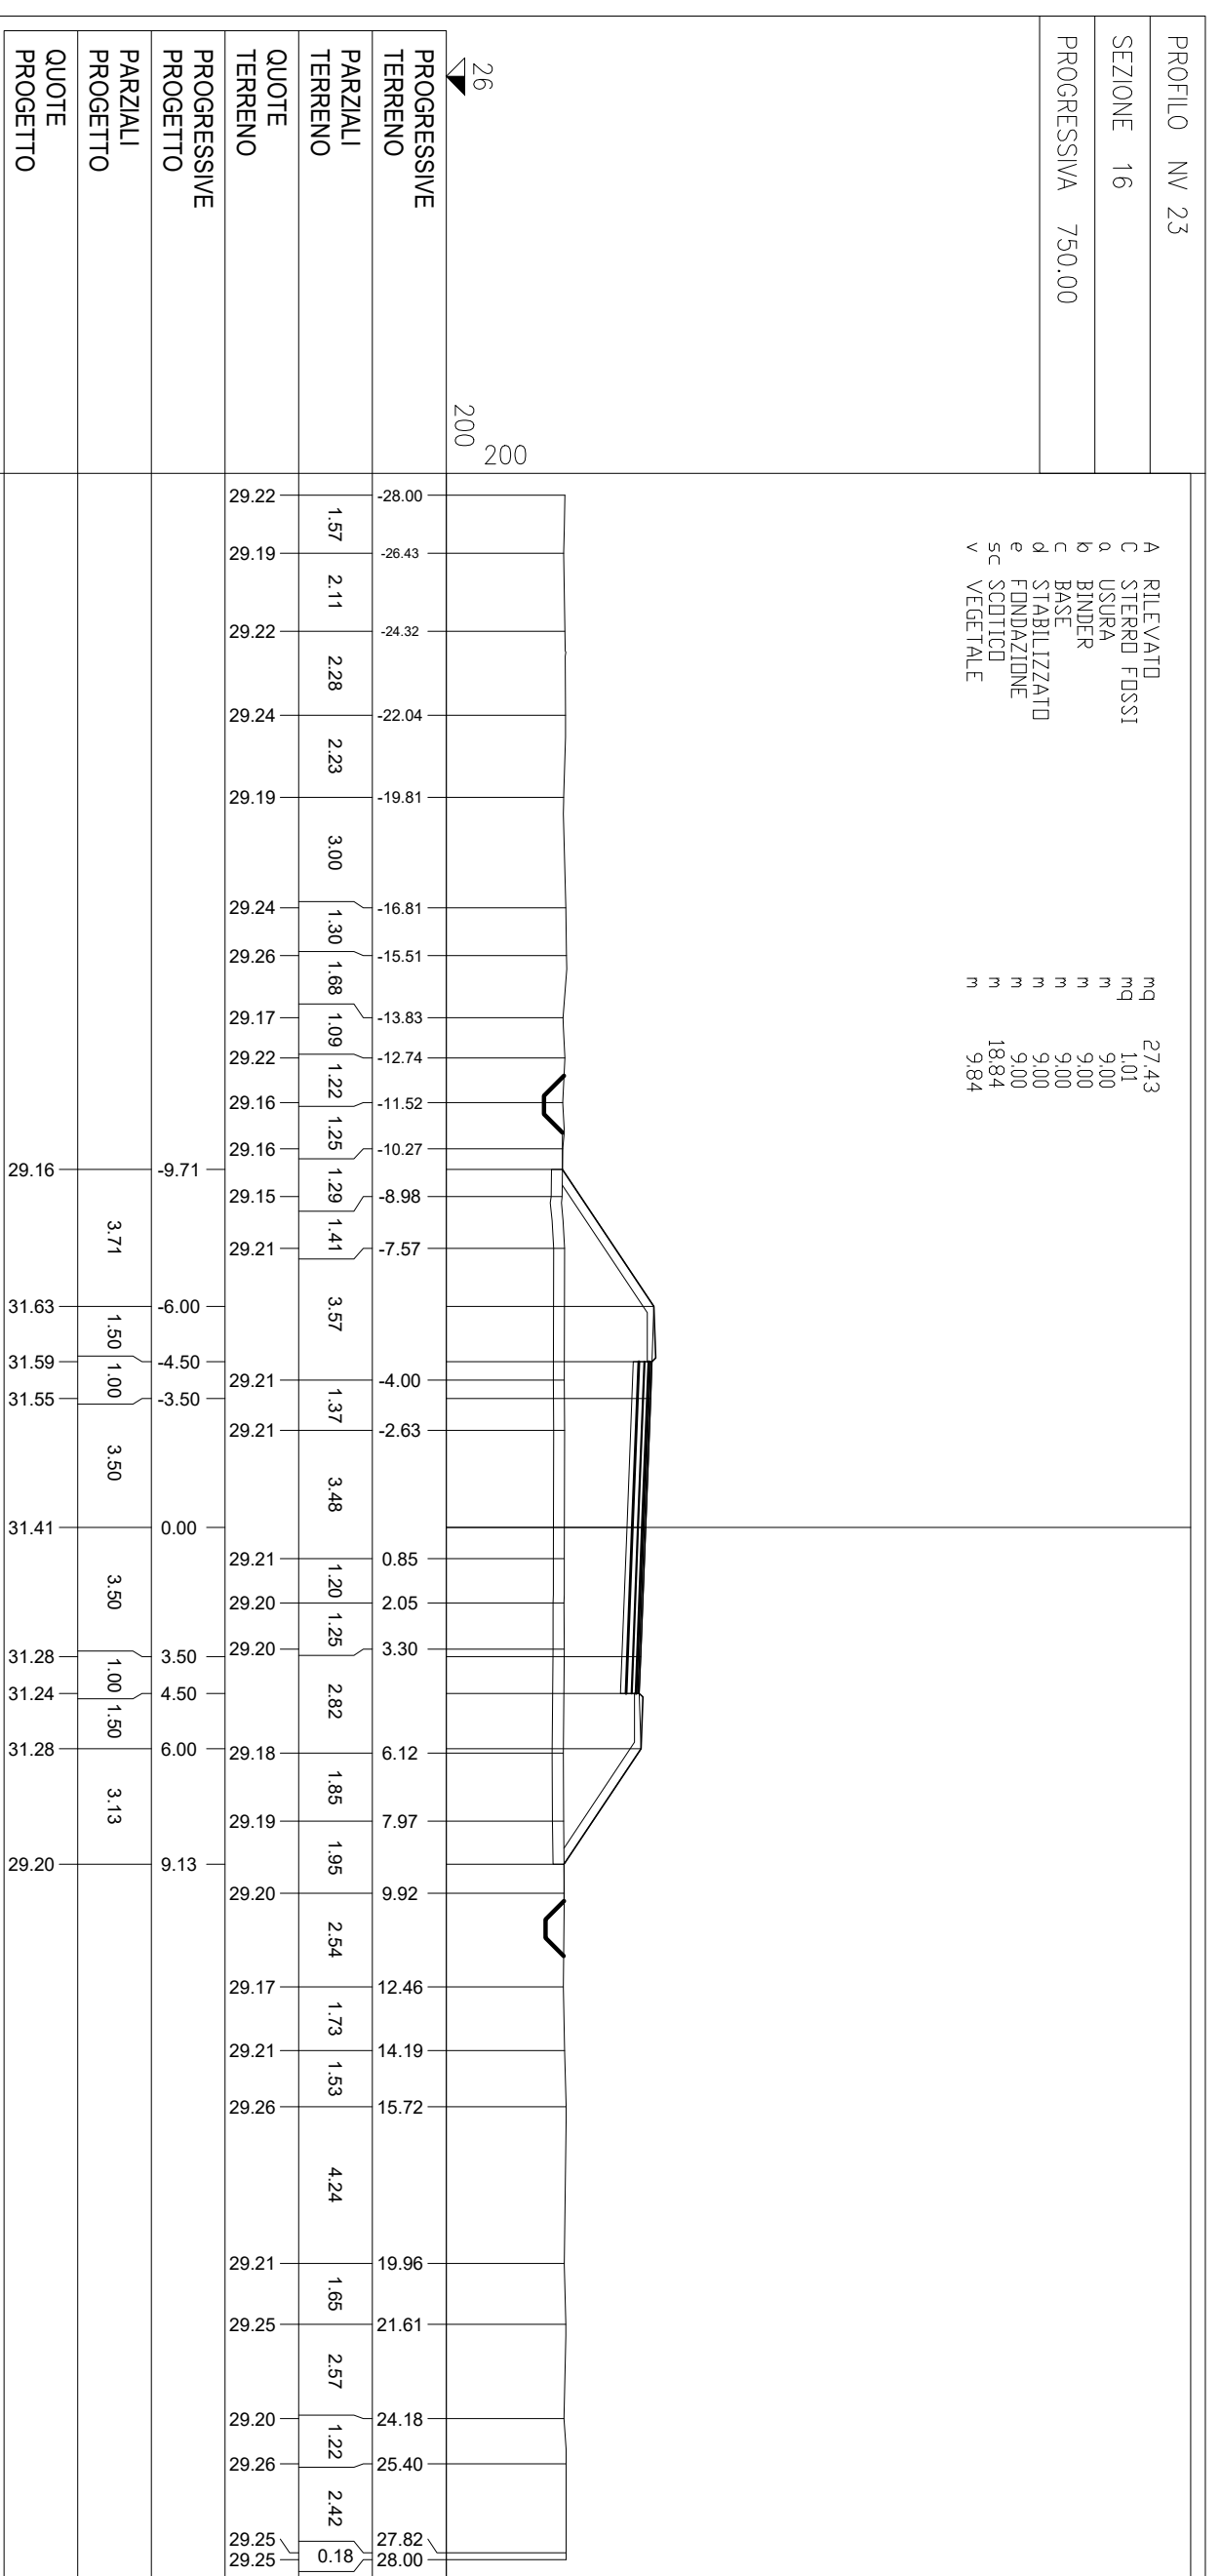 PROFILO NV 23
SEZIONE 16
PROGRESSIVA 750.00
A RILEVATO mq 27.43
C STERRO FOSSI mq 1.01
a USURA m 9.00
b BINDER m 9.00
c BASE m 9.00
d STABILIZZATO m 9.00
e FONDAZIONE m 9.00
sc SCOTICO m 18.84
v VEGETALE m 9.84
26
200
200
PROGRESSIVE TERRENO
-28.00 -26.43 -24.32 -22.04 -19.81 -16.81 -15.51 -13.83 -12.74 -11.52 -10.27 -8.98 -7.57 -4.00 -2.63 0.85 2.05 3.30 6.12 7.97 9.92 12.46 14.19 15.72 19.96 21.61 24.18 25.40 27.82 28.00
PARZIALI TERRENO
1.57 2.11 2.28 2.23 3.00 1.30 1.68 1.09 1.22 1.25 1.29 1.41 3.57 1.37 3.48 1.20 1.25 2.82 1.85 1.95 2.54 1.73 1.53 4.24 1.65 2.57 1.22 2.42 0.18
QUOTE TERRENO
29.22 29.19 29.22 29.24 29.19 29.24 29.26 29.17 29.22 29.16 29.16 29.15 29.21 29.21 29.21 29.21 29.20 29.20 29.18 29.19 29.20 29.17 29.21 29.26 29.21 29.25 29.20 29.26 29.25 29.25
PROGRESSIVE PROGETTO
-9.71 -6.00 -4.50 -3.50 0.00 3.50 4.50 6.00 9.13
PARZIALI PROGETTO
3.71 1.50 1.00 3.50 3.50 1.00 1.50 3.13
QUOTE PROGETTO
29.16 31.63 31.59 31.55 31.41 31.28 31.24 31.28 29.20